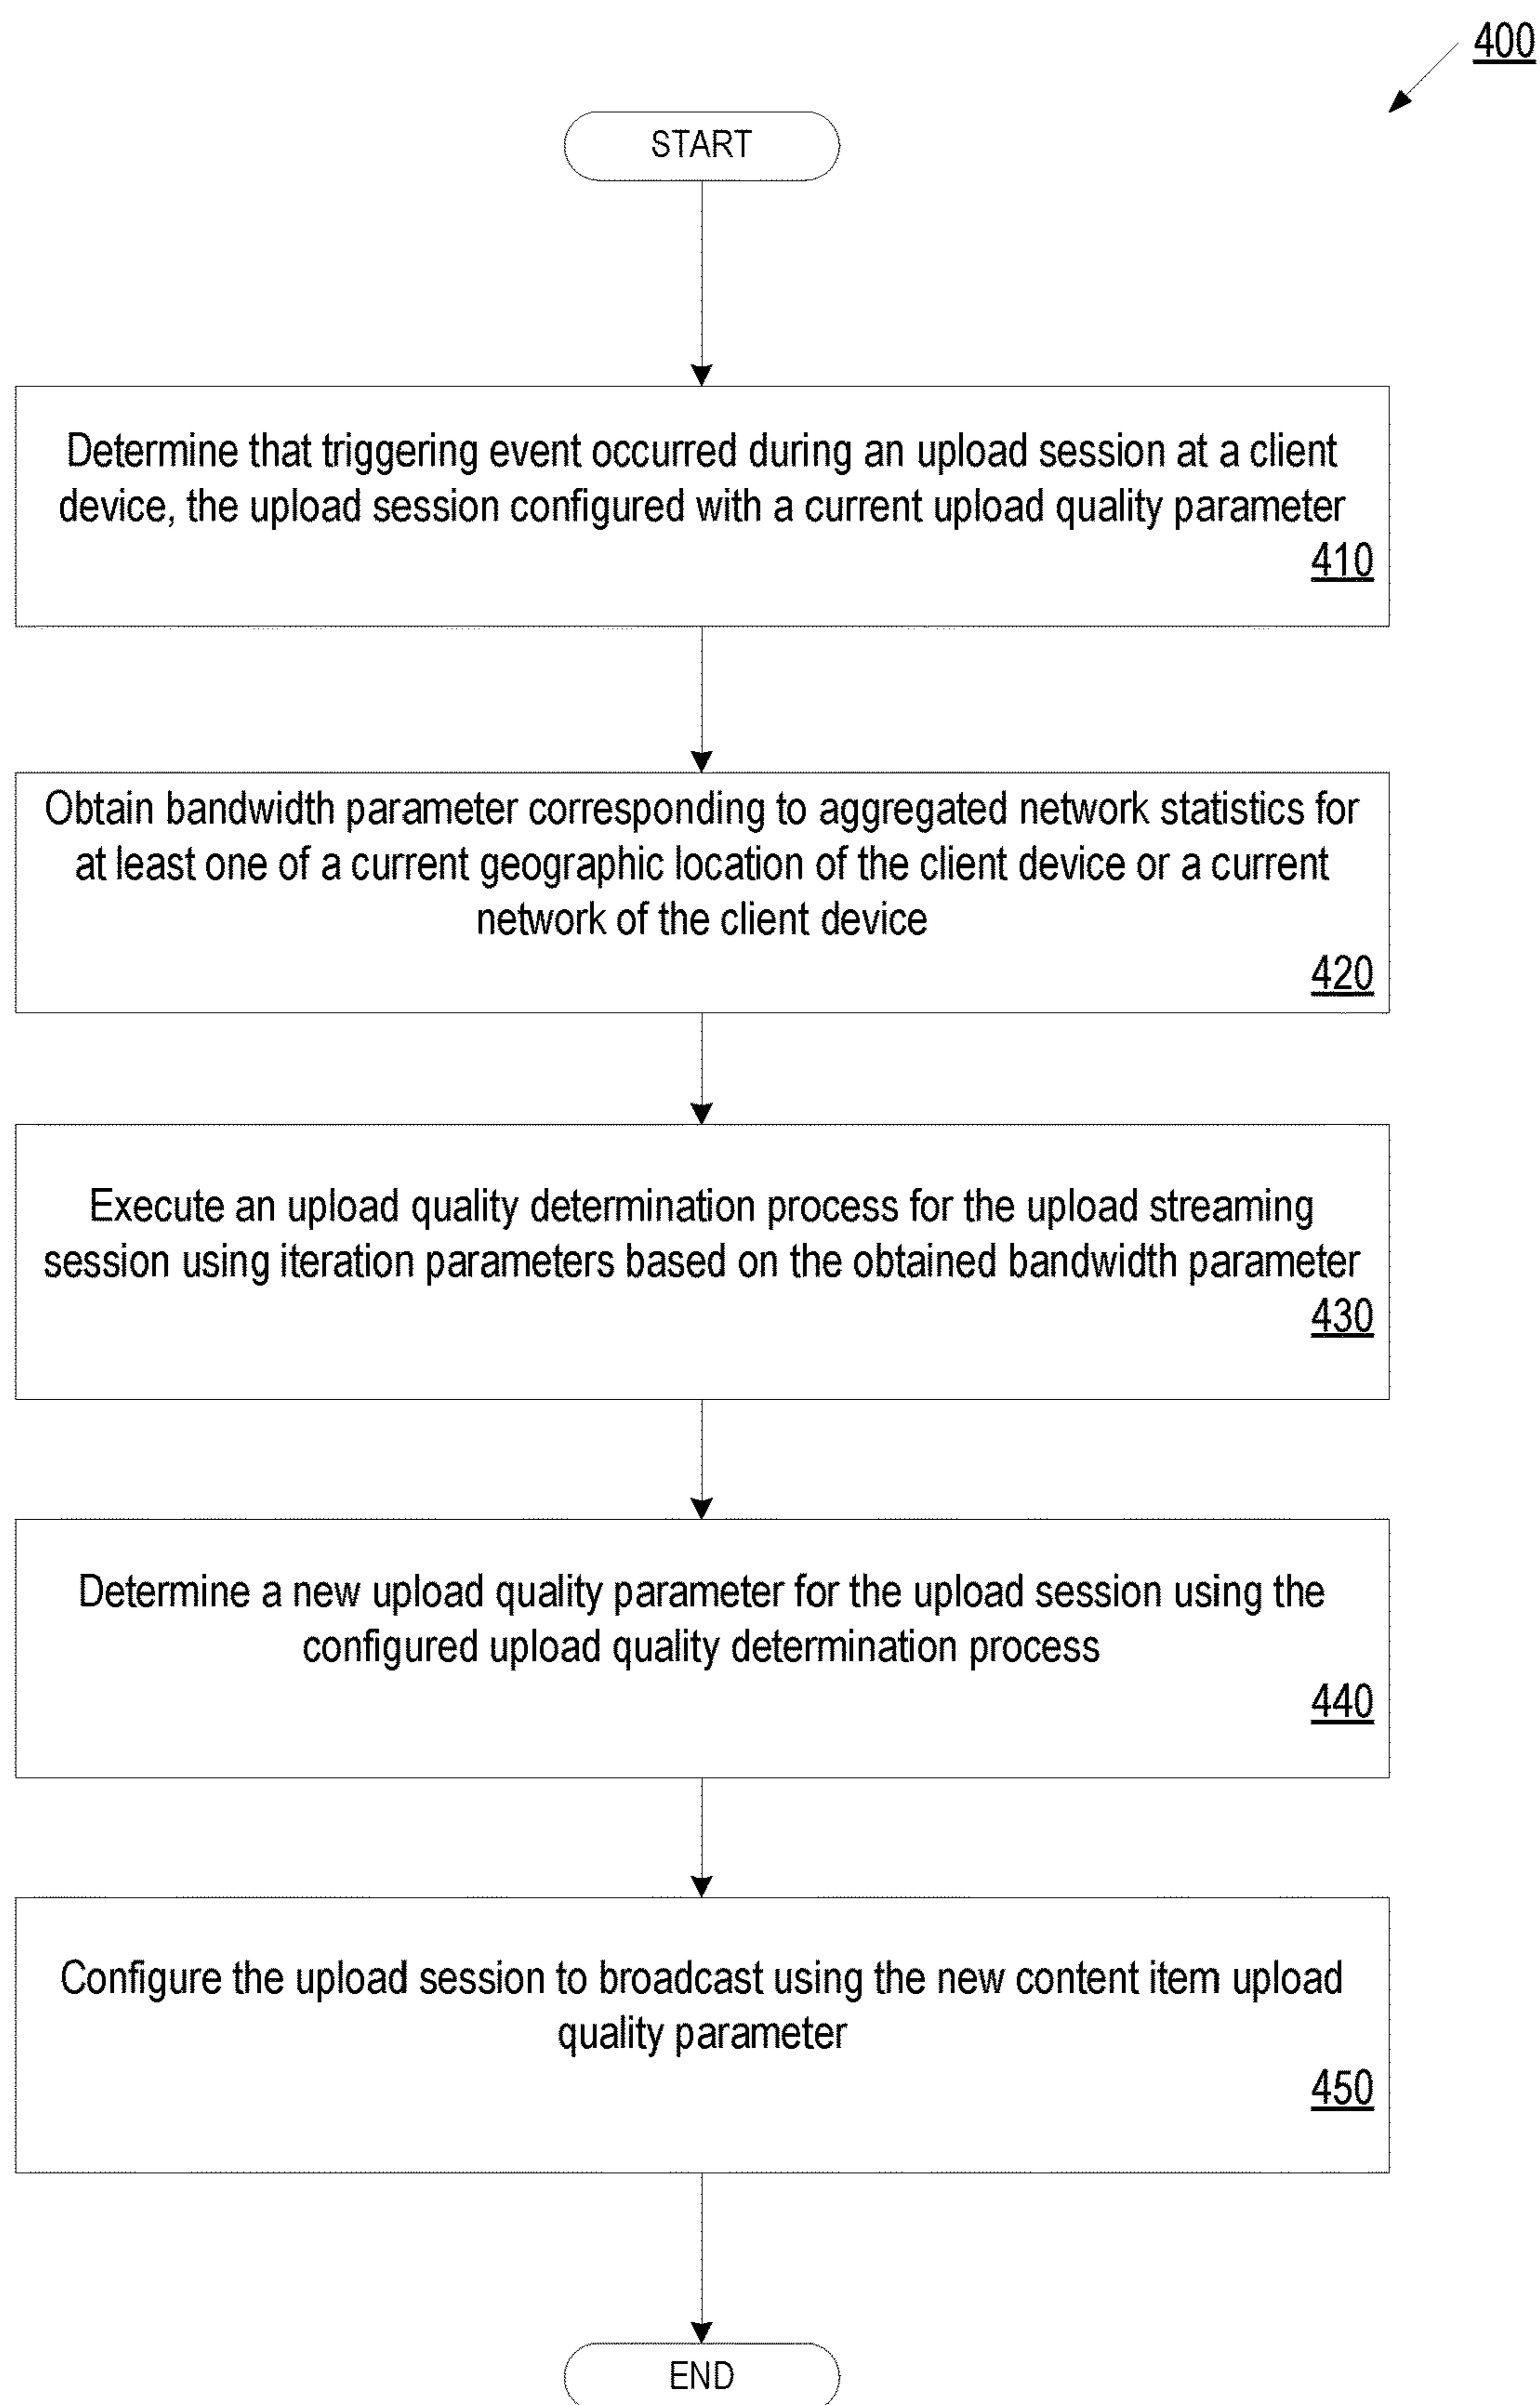 400
START
Determine that triggering event occurred during an upload session at a client
device, the upload session configured with a current upload quality parameter
410
Obtain bandwidth parameter corresponding to aggregated network statistics for
at least one of a current geographic location of the client device or a current
network of the client device
420
Execute an upload quality determination process for the upload streaming
session using iteration parameters based on the obtained bandwidth parameter
430
Determine a new upload quality parameter for the upload session using the
configured upload quality determination process
440
Configure the upload session to broadcast using the new content item upload
quality parameter
450
END